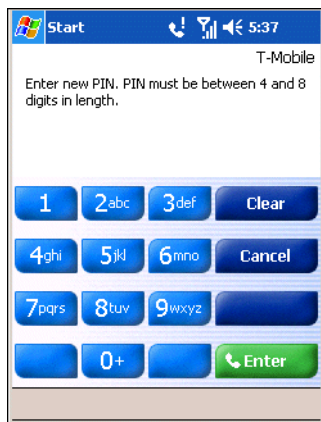 Start 5:37
T-Mobile
Enter new PIN. PIN must be between 4 and 8
digits in length.
1 2abc 3def Clear
4ghi 5jkl 6mno Cancel
7pqrs 8tuv 9wxyz
0+ Enter